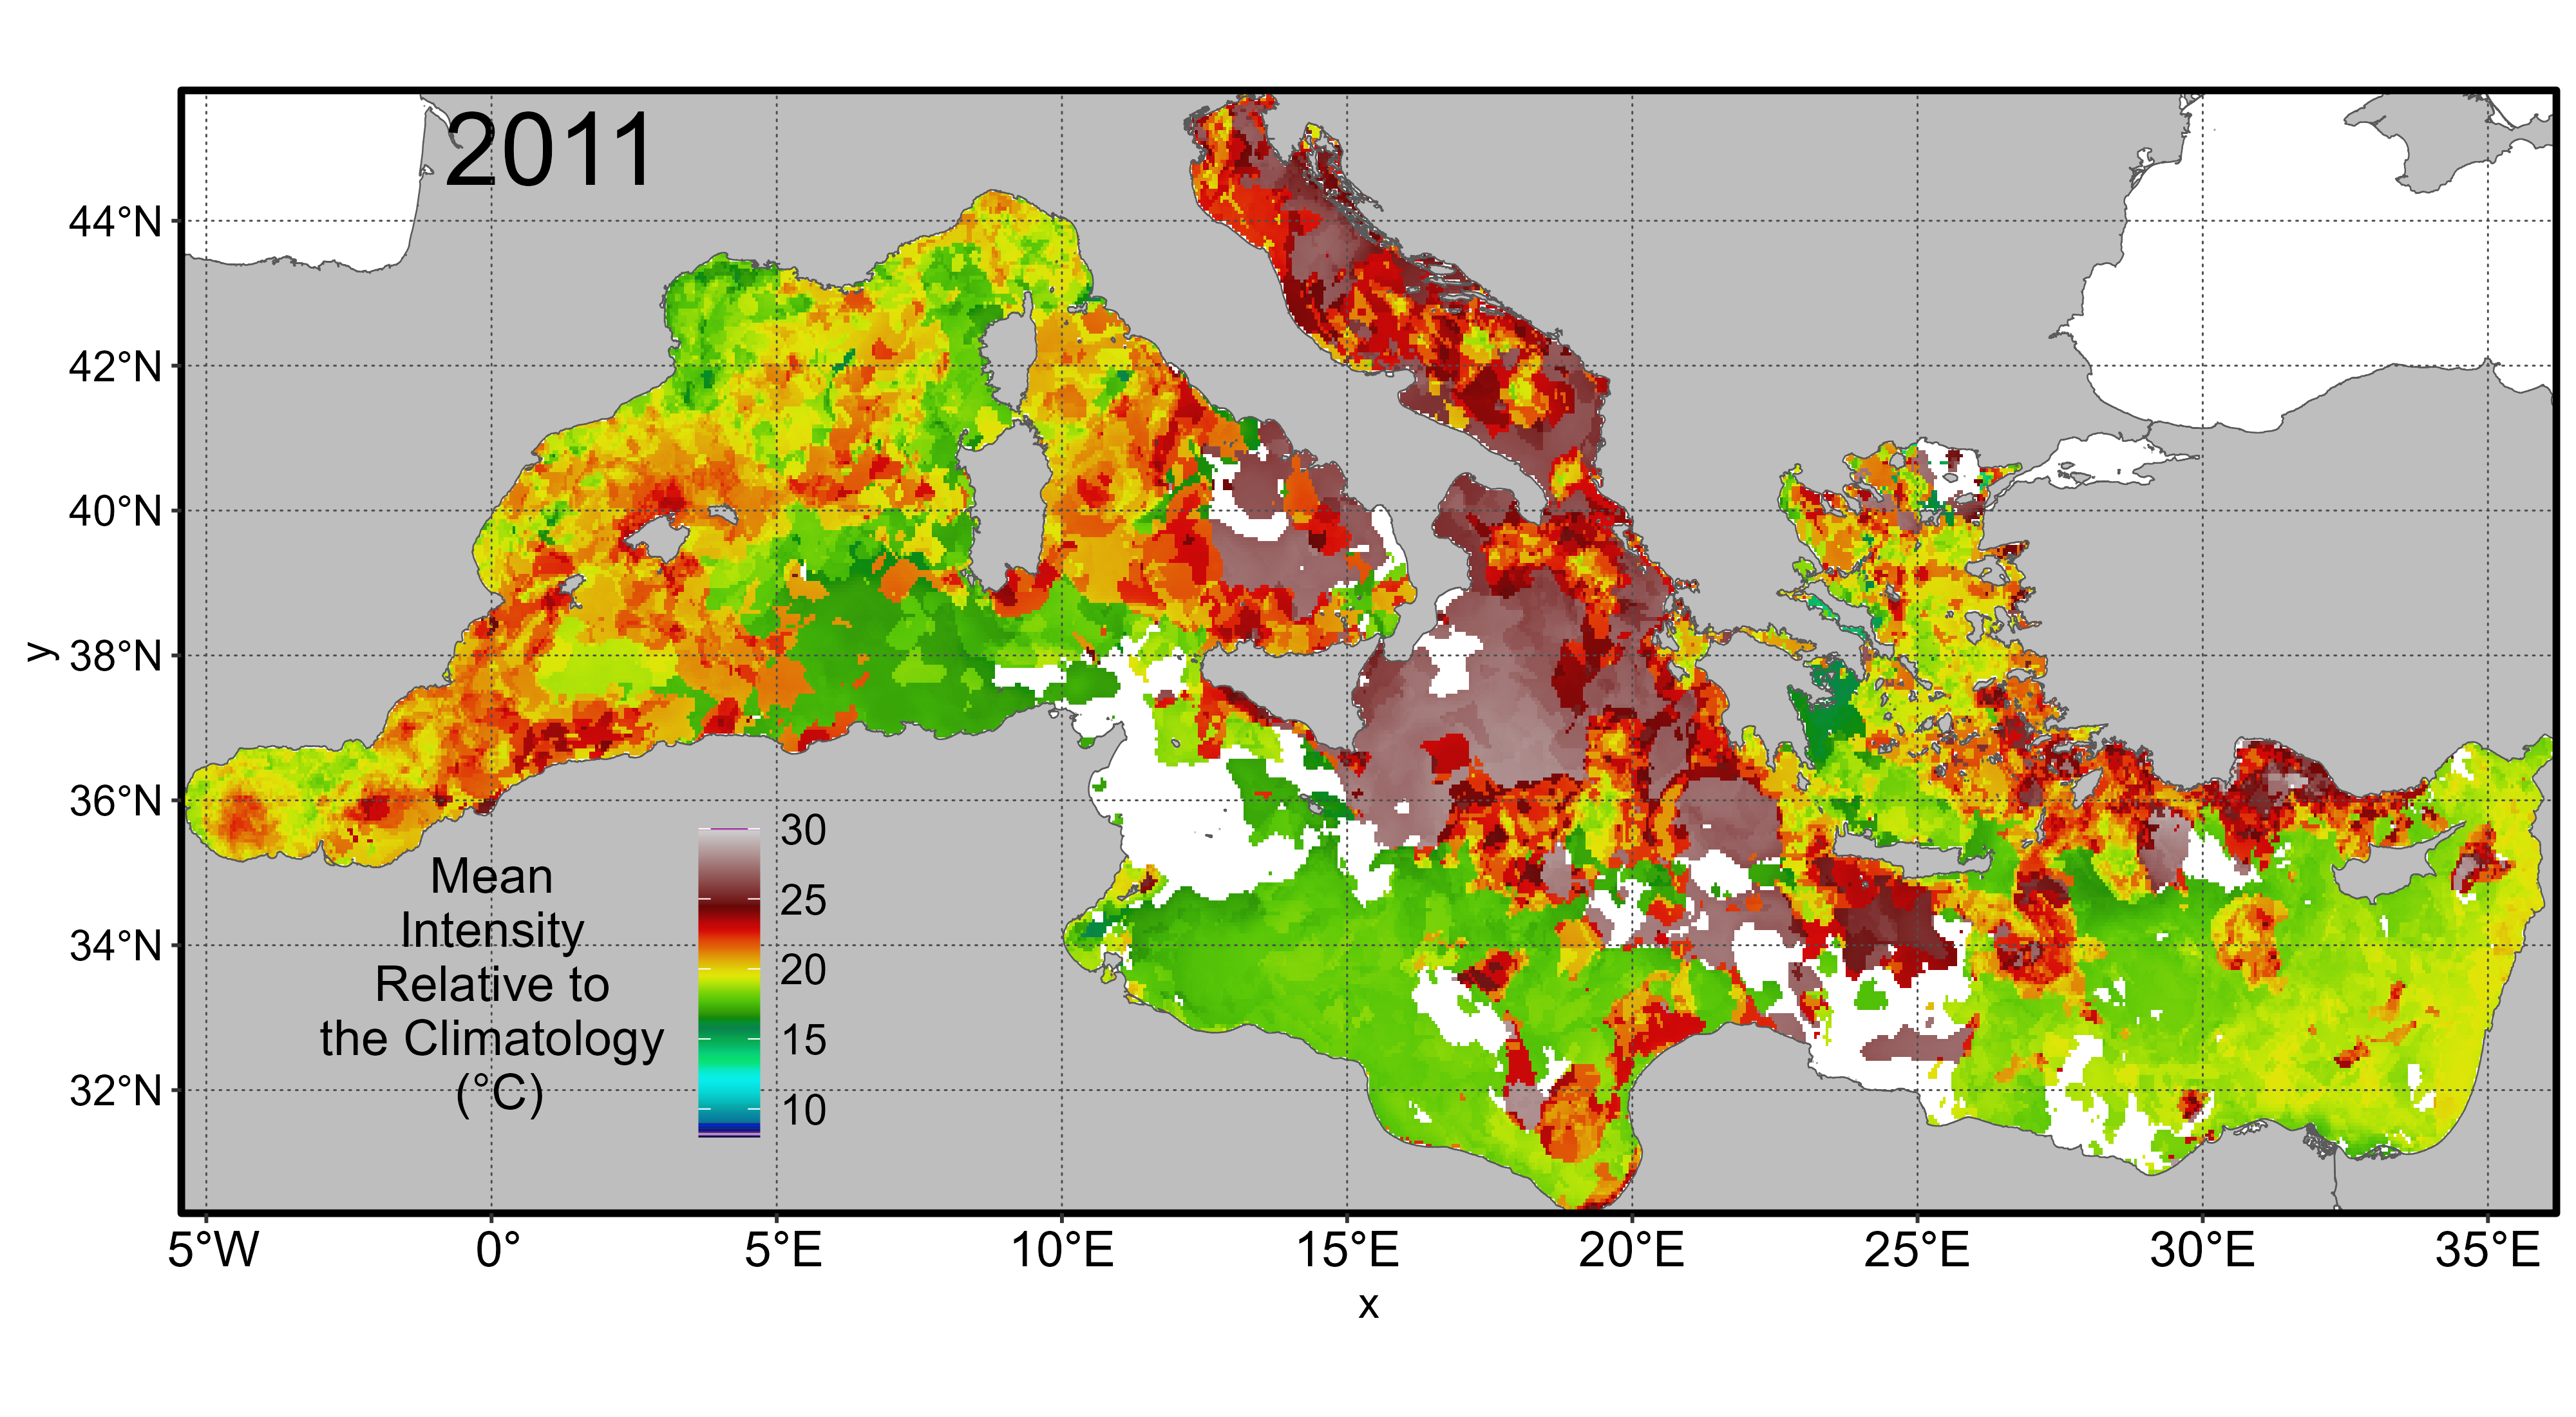 2011
44°N
42°N
40°N
38°N
36°N
34°N
32°N
y
Mean
Intensity
Relative to
the Climatology
(°C)
30
25
20
15
10
5°W 0° 5°E 10°E 15°E 20°E 25°E 30°E 35°E
x